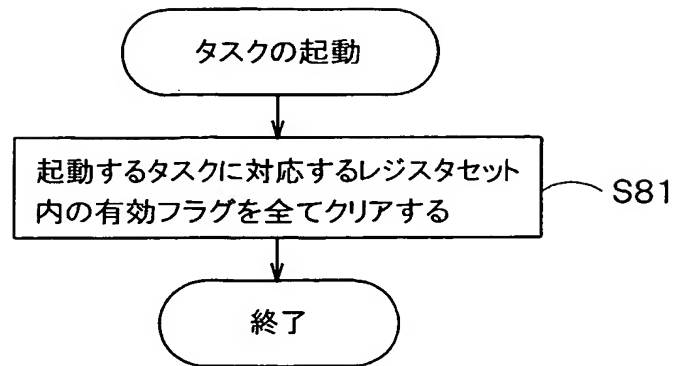 タスクの起動
起動するタスクに対応するレジスタセット
内の有効フラグを全てクリアする
S81
終了